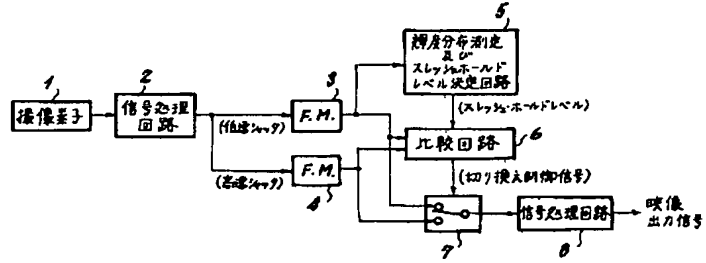 1
撮像素子
2
信号処理
回路
(低速シャッタ)
(高速シャッタ)
3
F.M.
F.M.
4
5
輝度分布測定
及び
スレッショホールド
レベル決定回路
(スレッショ・ホールドレベル)
比較回路
6
(切り換え制御信号)
7
信号処理回路
8
映像
出力信号